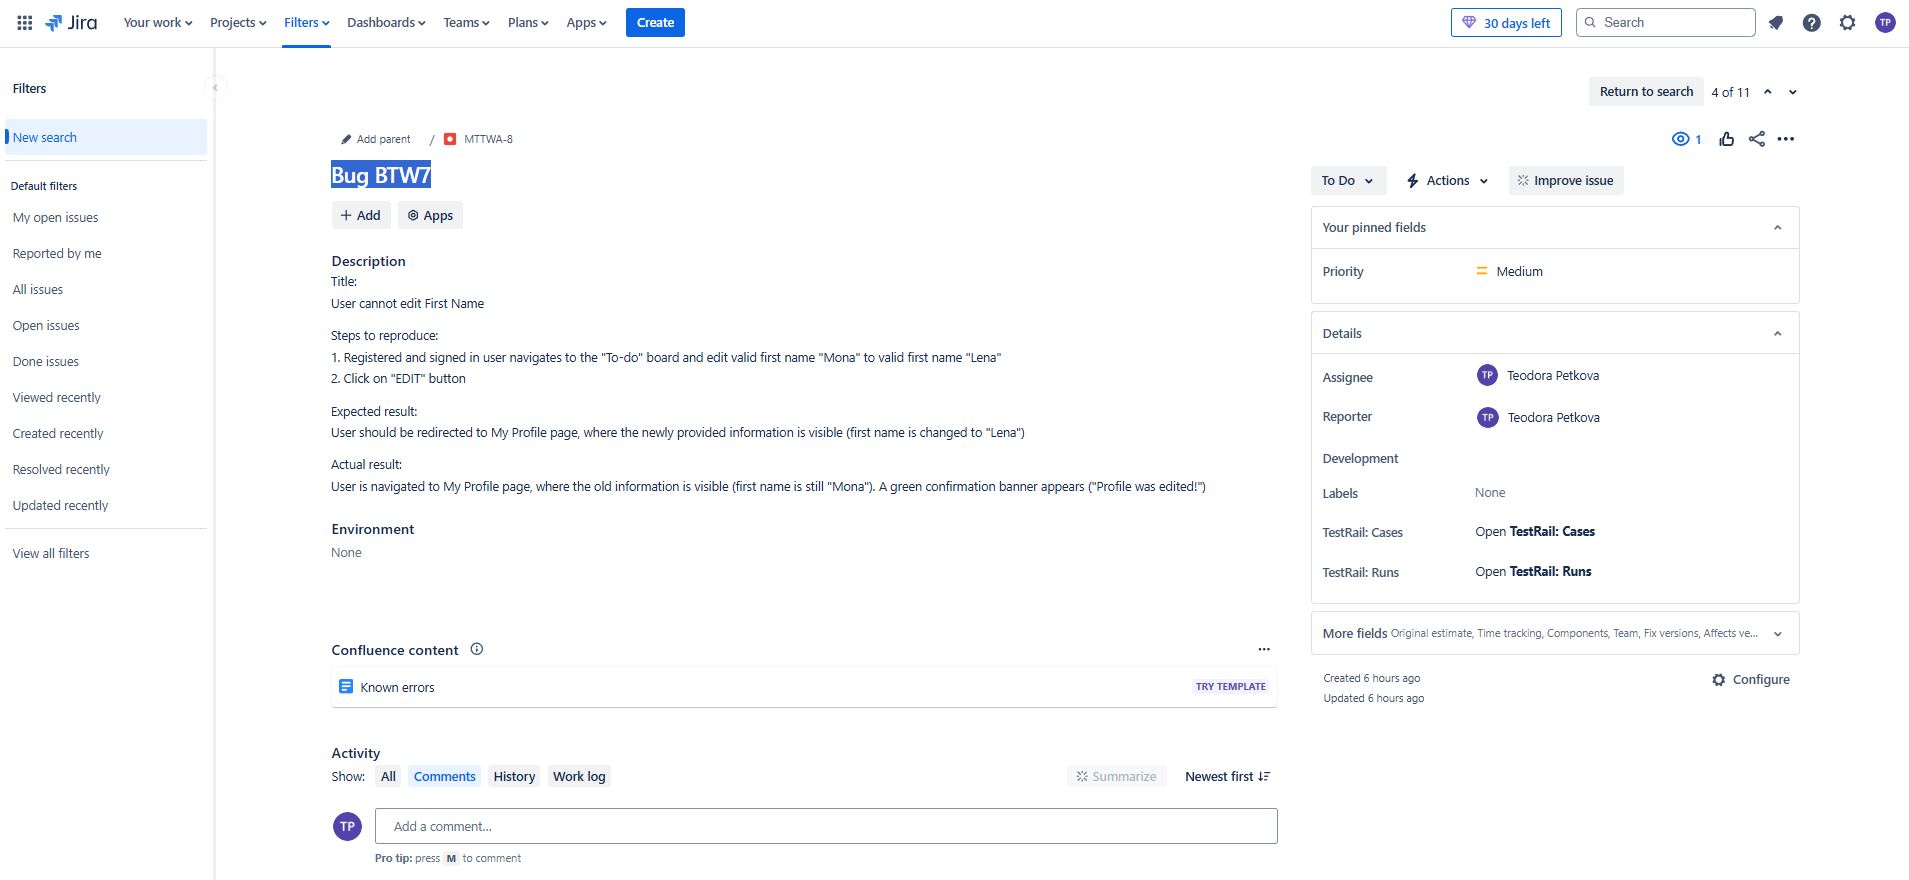 Jira Your work Projects Filters Dashboards Teams Plans Apps Create 30 days left Search TP
Filters
New search
Default filters
My open issues
Reported by me
All issues
Open issues
Done issues
Viewed recently
Created recently
Resolved recently
Updated recently
View all filters
Return to search 4 of 11
Add parent / MTTWA-8
1
Bug BTW7
Add Apps
Description
Title:
User cannot edit First Name
Steps to reproduce:
1. Registered and signed in user navigates to the "To-do" board and edit valid first name "Mona" to valid first name "Lena"
2. Click on "EDIT" button
Expected result:
User should be redirected to My Profile page, where the newly provided information is visible (first name is changed to "Lena")
Actual result:
User is navigated to My Profile page, where the old information is visible (first name is still "Mona"). A green confirmation banner appears ("Profile was edited!")
Environment
None
Confluence content
Known errors TRY TEMPLATE
Activity
Show: All Comments History Work log Summarize Newest first
TP Add a comment...
Pro tip: press M to comment
To Do Actions Improve issue
Your pinned fields
Priority Medium
Details
Assignee TP Teodora Petkova
Reporter TP Teodora Petkova
Development
Labels None
TestRail: Cases Open TestRail: Cases
TestRail: Runs Open TestRail: Runs
More fields Original estimate, Time tracking, Components, Team, Fix versions, Affects ve...
Created 6 hours ago Configure
Updated 6 hours ago